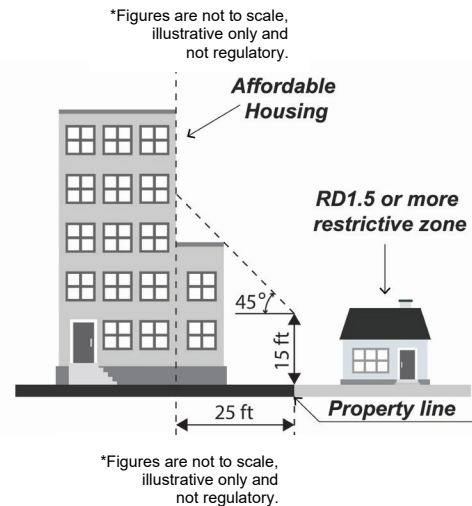 *Figures are not to scale,
illustrative only and
not regulatory.
Affordable
Housing
RD1.5 or more
restrictive zone
45°
15 ft
25 ft
Property line
*Figures are not to scale,
illustrative only and
not regulatory.